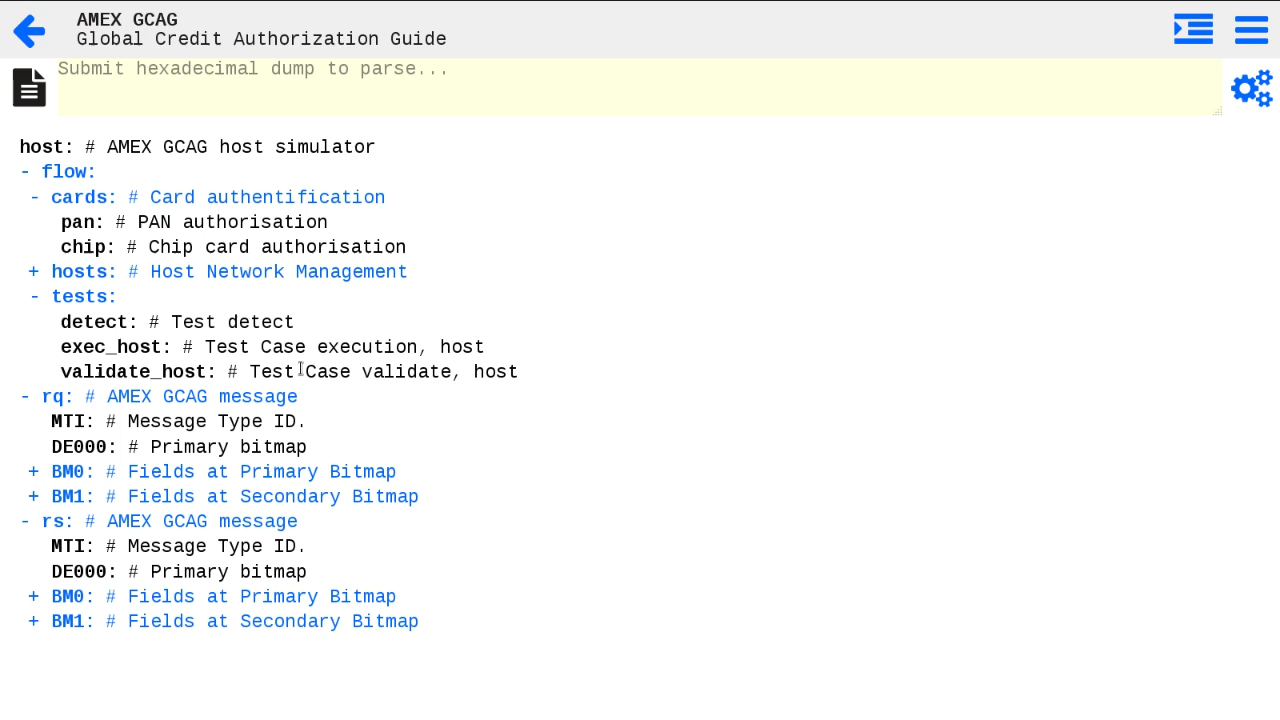 AMEX GCAG
Global Credit Authorization Guide
Submit hexadecimal dump to parse...
host: # AMEX GCAG host simulator
- flow:
- cards: # Card authentification
pan: # PAN authorisation
chip: # Chip card authorisation
+ hosts: # Host Network Management
- tests:
detect: # Test detect
exec_host: # Test Case execution, host
validate_host: # Test Case validate, host
- rq: # AMEX GCAG message
MTI: # Message Type ID.
DE000: # Primary bitmap
+ BM0: # Fields at Primary Bitmap
+ BM1: # Fields at Secondary Bitmap
- rs: # AMEX GCAG message
MTI: # Message Type ID.
DE000: # Primary bitmap
+ BM0: # Fields at Primary Bitmap
+ BM1: # Fields at Secondary Bitmap